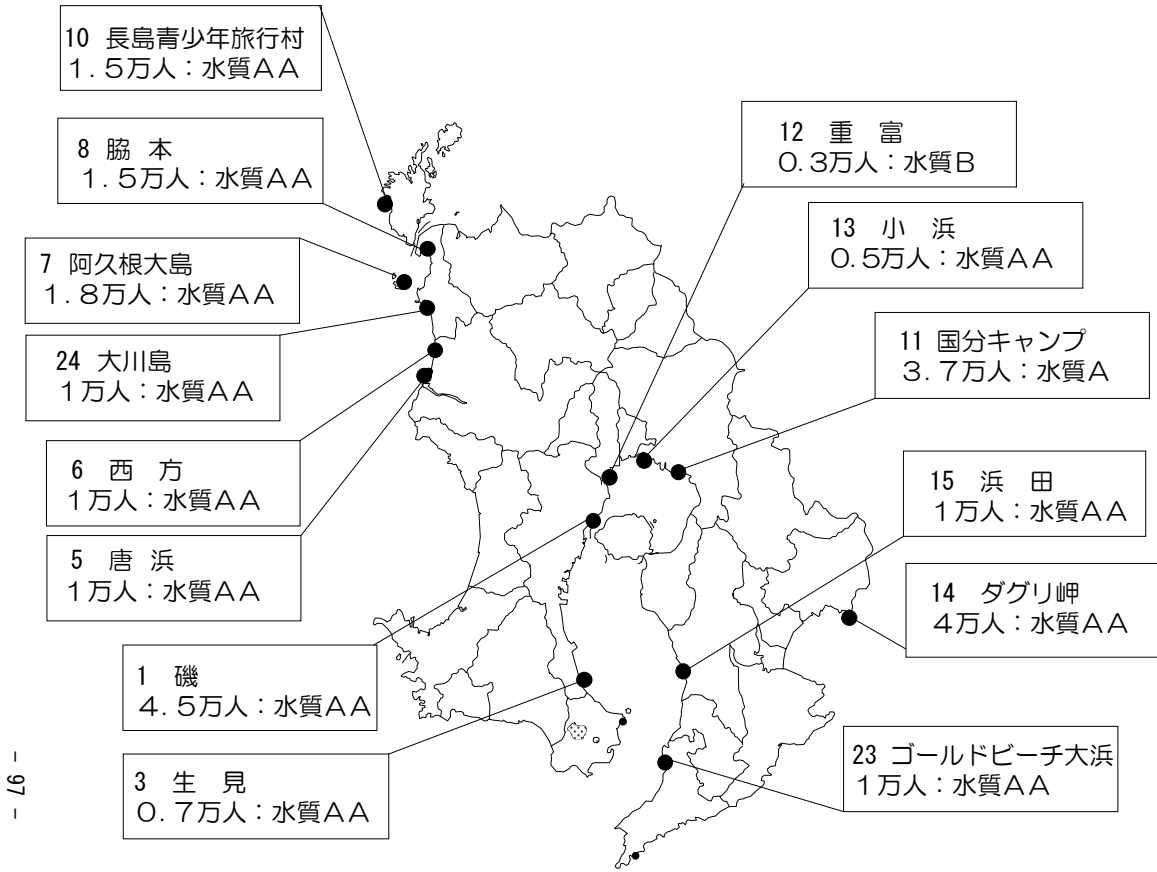 10 長島青少年旅行村
1.5万人：水質AA
8 脇 本
1.5万人：水質AA
7 阿久根大島
1.8万人：水質AA
24 大川島
1万人：水質AA
6 西 方
1万人：水質AA
5 唐 浜
1万人：水質AA
1 磯
4.5万人：水質AA
3 生 見
0.7万人：水質AA
12 重 富
0.3万人：水質B
13 小 浜
0.5万人：水質AA
11 国分キャンプ
3.7万人：水質A
15 浜 田
1万人：水質AA
14 ダグリ岬
4万人：水質AA
23 ゴールドビーチ大浜
1万人：水質AA
- 97 -